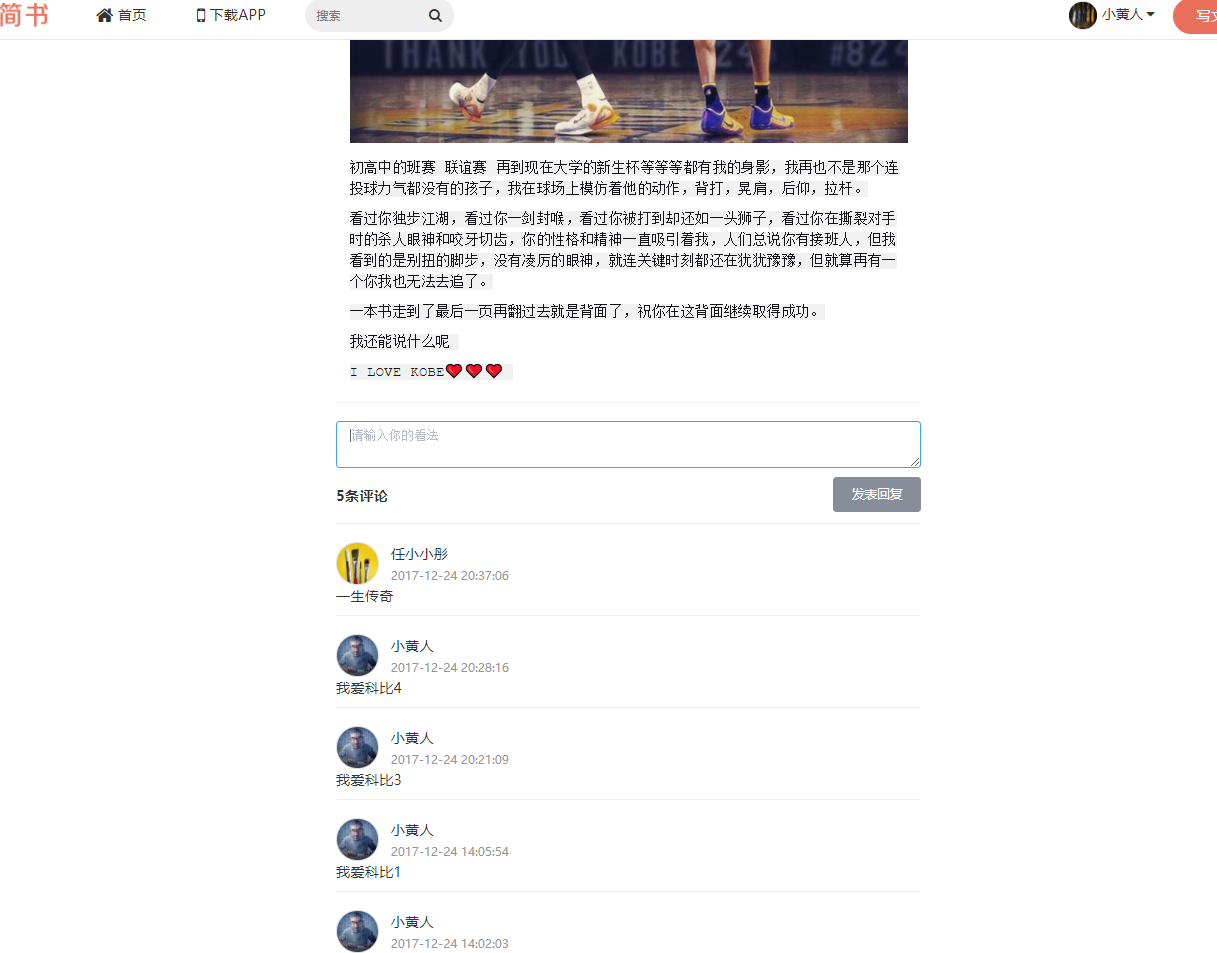 简书 首页 下载APP 搜索 小黄人 写文
THANK YOU KOBE 24 #824
初高中的班赛 联谊赛 再到现在大学的新生杯等等等都有我的身影，我再也不是那个连
投球力气都没有的孩子，我在球场上模仿着他的动作，背打，晃肩，后仰，拉杆。
看过你独步江湖，看过你一剑封喉，看过你被打到却还如一头狮子，看过你在撕裂对手
时的杀人眼神和咬牙切齿，你的性格和精神一直吸引着我，人们总说你有接班人，但我
看到的是别扭的脚步，没有凌厉的眼神，就连关键时刻都还在犹犹豫豫，但就算再有一
个你我也无法去追了。
一本书走到了最后一页再翻过去就是背面了，祝你在这背面继续取得成功。
我还能说什么呢
I LOVE KOBE❤❤❤
请输入你的看法
5条评论 发表回复
任小小彤
2017-12-24 20:37:06
一生传奇
小黄人
2017-12-24 20:28:16
我爱科比4
小黄人
2017-12-24 20:21:09
我爱科比3
小黄人
2017-12-24 14:05:54
我爱科比1
小黄人
2017-12-24 14:02:03